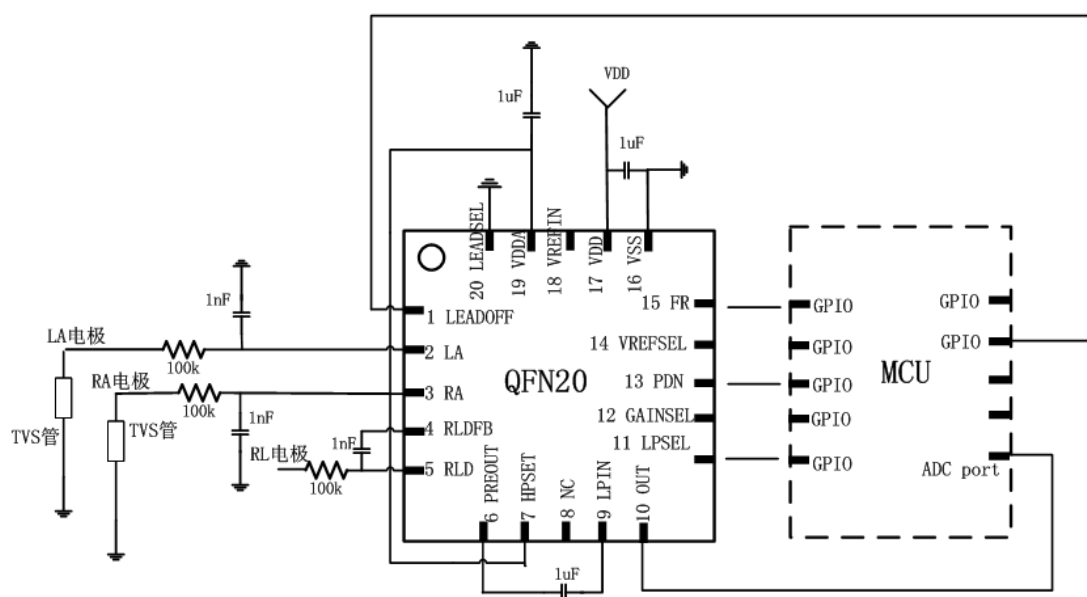 VDD
1uF
1uF
20 LEADSEL
19 VDDA
18 VREFIN
17 VDD
16 VSS
1nF
LA电极
100k
RA电极
100k
TVS管
TVS管
1nF
RL电极
100k
1nF
1 LEADOFF
2 LA
3 RA
4 RLDFB
5 RLD
QFN20
15 FR
14 VREFSEL
13 PDN
12 GAINSEL
11 LPSEL
6 PREOUT
7 HPSET
8 NC
9 LPIN
10 OUT
1uF
GPIO
GPIO
GPIO
GPIO
GPIO
GPIO
GPIO
MCU
ADC port